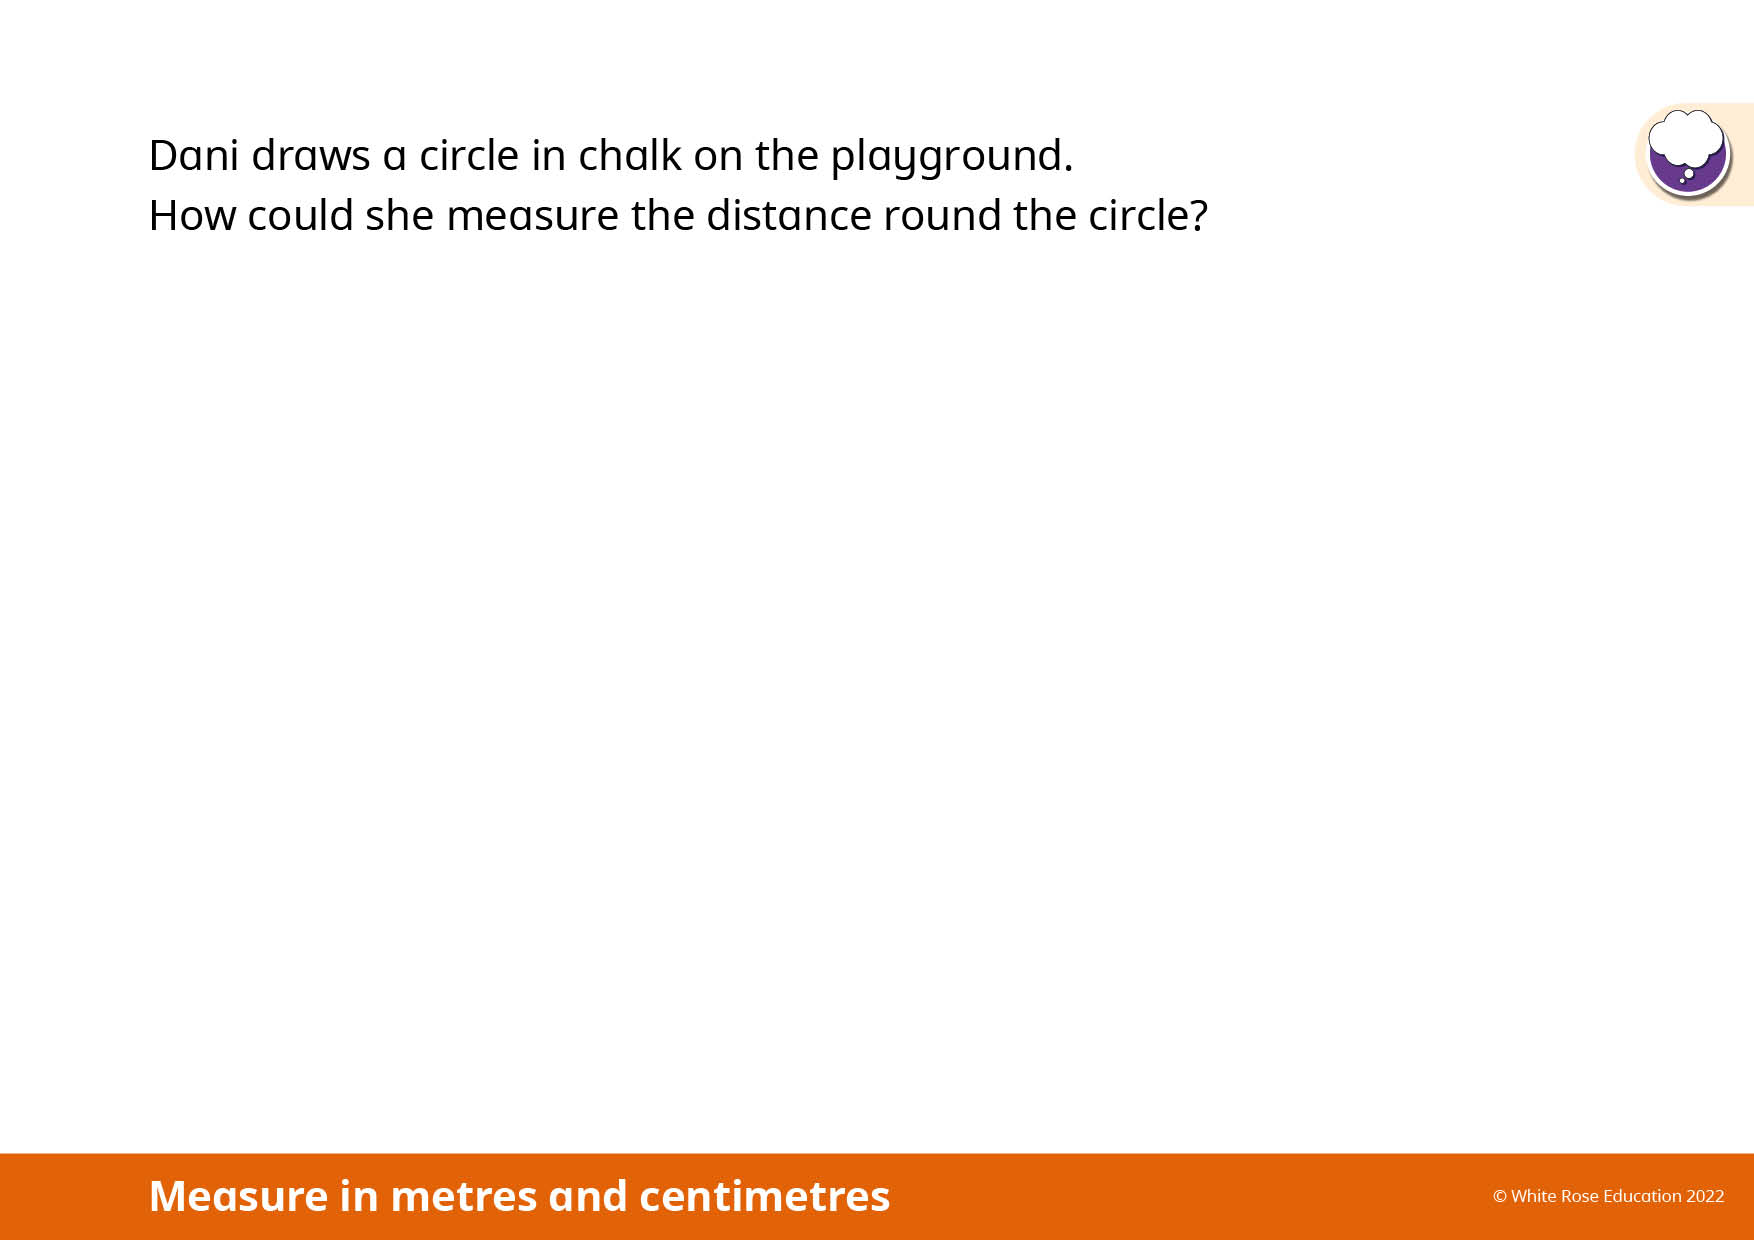 Dani draws a circle in chalk on the playground.
How could she measure the distance round the circle?
Measure in metres and centimetres
© White Rose Education 2022